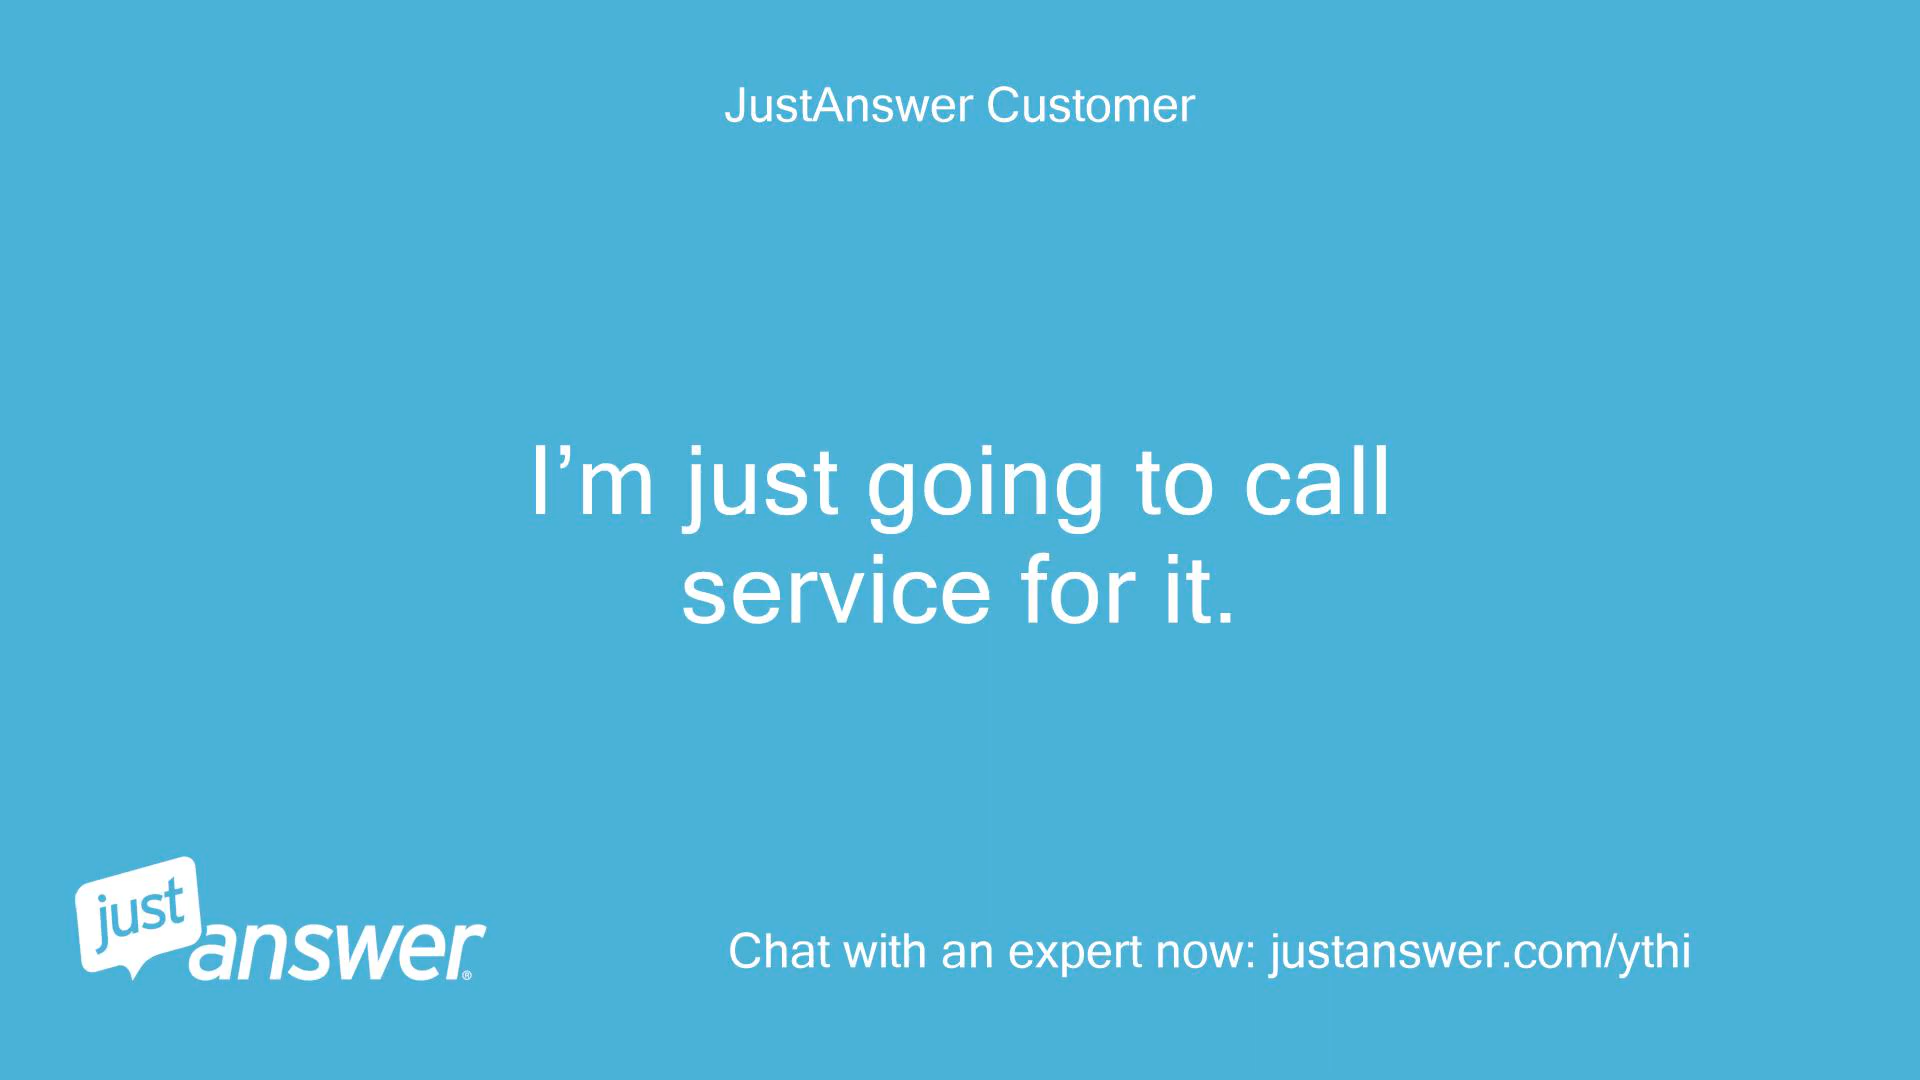 JustAnswer Customer
I’m just going to call
service for it.
just
answer®
Chat with an expert now: justanswer.com/ythi